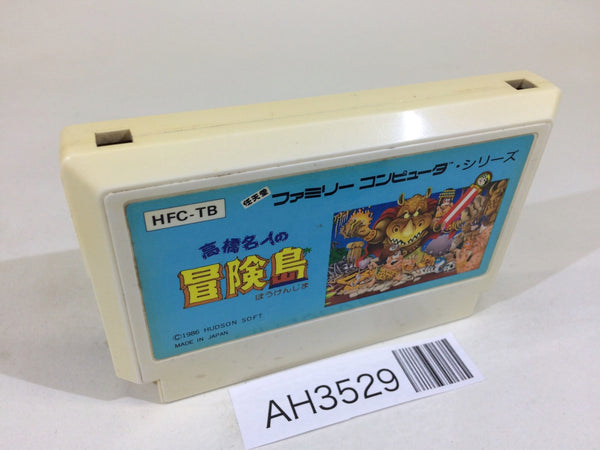 HFC-TB
任天堂 ファミリー コンピュータ™・シリーズ
高橋名人の
冒険島
ぼうけんじま
©1986 HUDSON SOFT
MADE IN JAPAN
AH3529